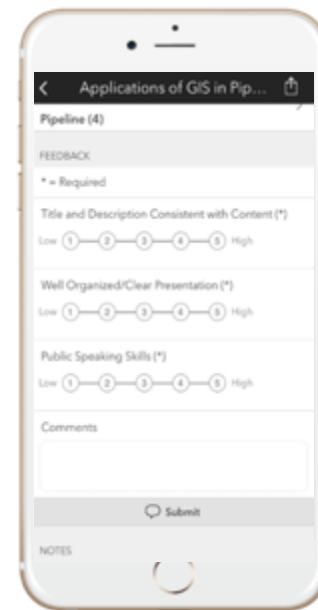 Applications of GIS in Pip...
Pipeline (4)
FEEDBACK
* = Required
Title and Description Consistent with Content (*)
Low 1 2 3 4 5 High
Well Organized/Clear Presentation (*)
Low 1 2 3 4 5 High
Public Speaking Skills (*)
Low 1 2 3 4 5 High
Comments
Submit
NOTES